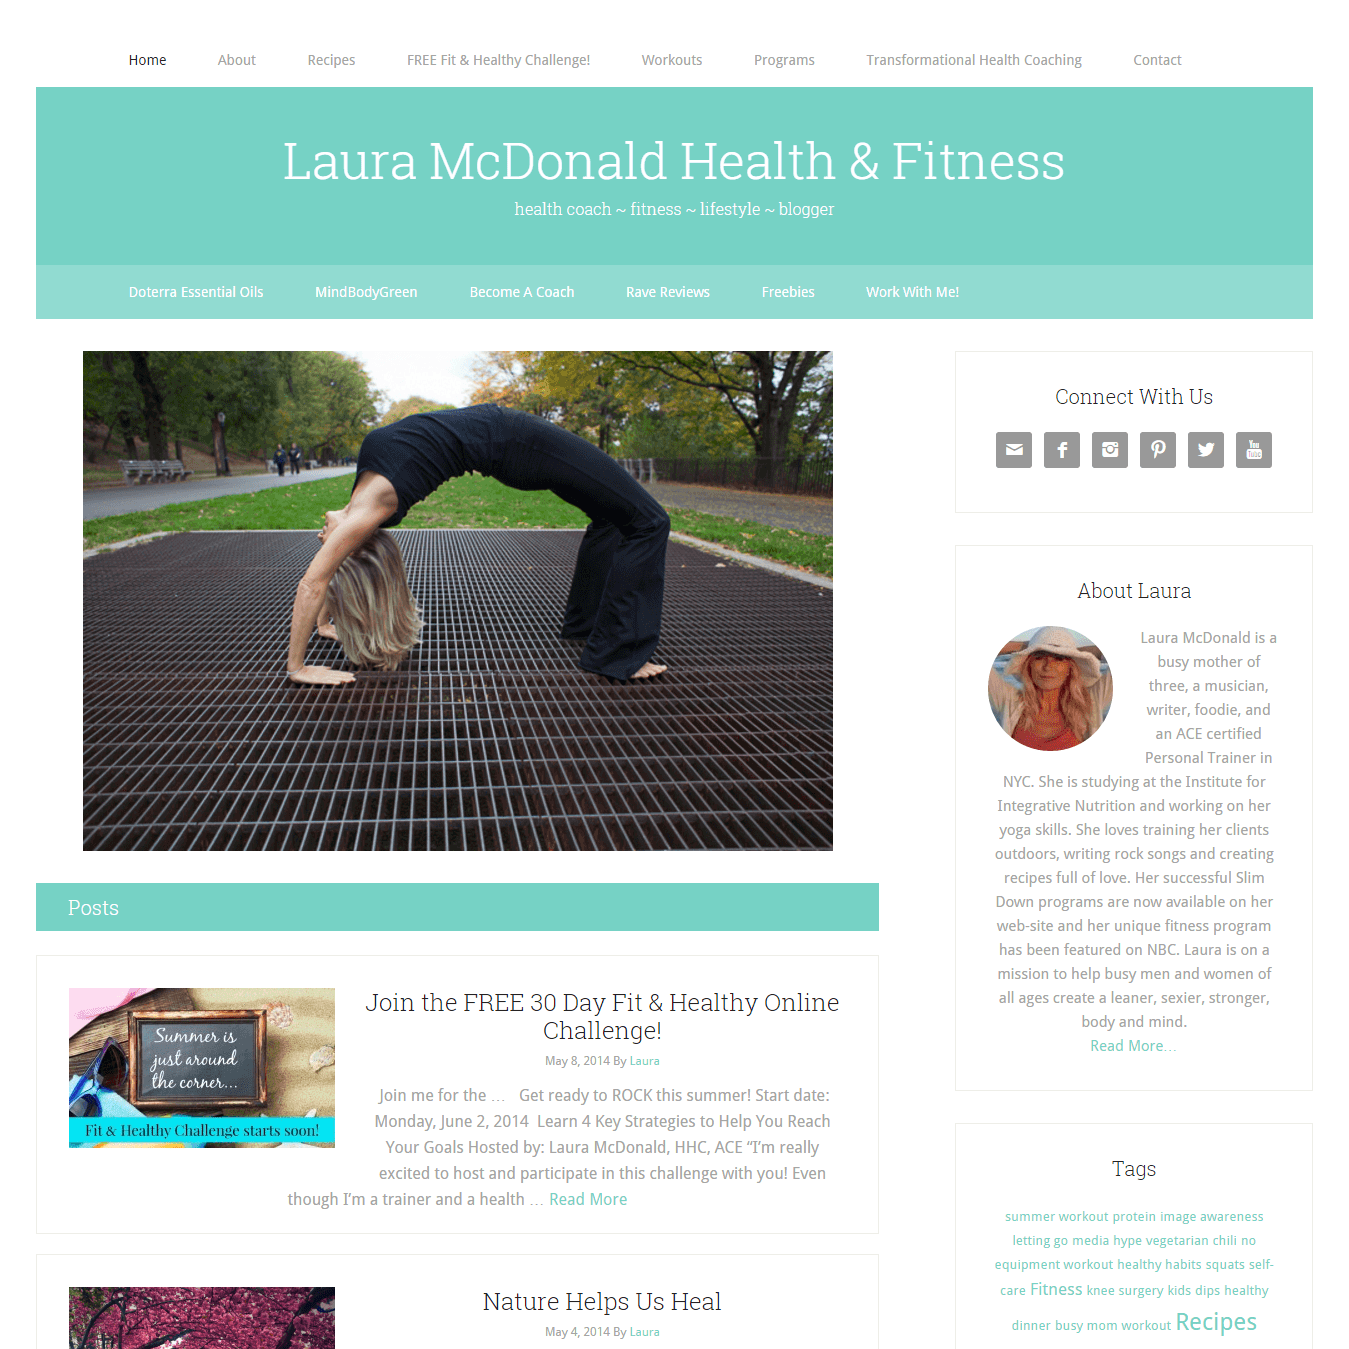 Home About Recipes FREE Fit & Healthy Challenge! Workouts Programs Transformational Health Coaching Contact
Laura McDonald Health & Fitness
health coach ~ fitness ~ lifestyle ~ blogger
Doterra Essential Oils MindBodyGreen Become A Coach Rave Reviews Freebies Work With Me!
Posts
Summer is
just around
the corner...
Fit & Healthy Challenge starts soon!
Join the FREE 30 Day Fit & Healthy Online
Challenge!
May 8, 2014 By Laura
Join me for the … Get ready to ROCK this summer! Start date:
Monday, June 2, 2014 Learn 4 Key Strategies to Help You Reach
Your Goals Hosted by: Laura McDonald, HHC, ACE “I’m really
excited to host and participate in this challenge with you! Even
though I’m a trainer and a health … Read More
Nature Helps Us Heal
May 4, 2014 By Laura
Connect With Us
You
Tube
About Laura
Laura McDonald is a
busy mother of
three, a musician,
writer, foodie, and
an ACE certified
Personal Trainer in
NYC. She is studying at the Institute for
Integrative Nutrition and working on her
yoga skills. She loves training her clients
outdoors, writing rock songs and creating
recipes full of love. Her successful Slim
Down programs are now available on her
web-site and her unique fitness program
has been featured on NBC. Laura is on a
mission to help busy men and women of
all ages create a leaner, sexier, stronger,
body and mind.
Read More…
Tags
summer workout protein image awareness
letting go media hype vegetarian chili no
equipment workout healthy habits squats self-
care Fitness knee surgery kids dips healthy
dinner busy mom workout Recipes